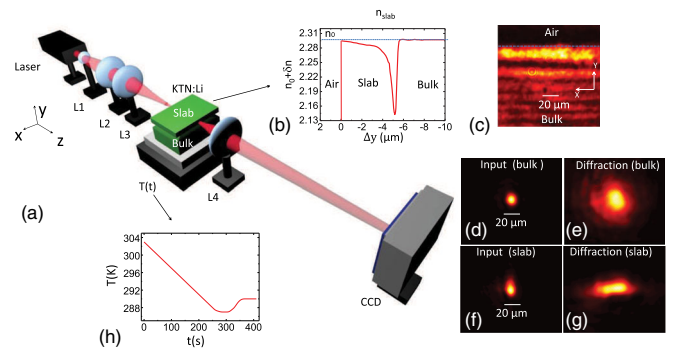 (a)
Laser
L1
L2
L3
KTN:Li
Slab
Bulk
T(t)
L4
CCD
y
x
z
(b)
n_slab
n₀
n₀+δn
2.31
2.28
2.25
2.22
2.19
2.16
2.13
Air
Slab
Bulk
2 0 -2 -4 -6 -8 -10
Δy (μm)
(c)
Air
Y
X
20 μm
Bulk
Input (bulk)
(d)
20 μm
Diffraction (bulk)
(e)
Input (slab)
(f)
20 μm
Diffraction (slab)
(g)
(h)
T(K)
304
300
296
292
288
0 100 200 300 400
t(s)